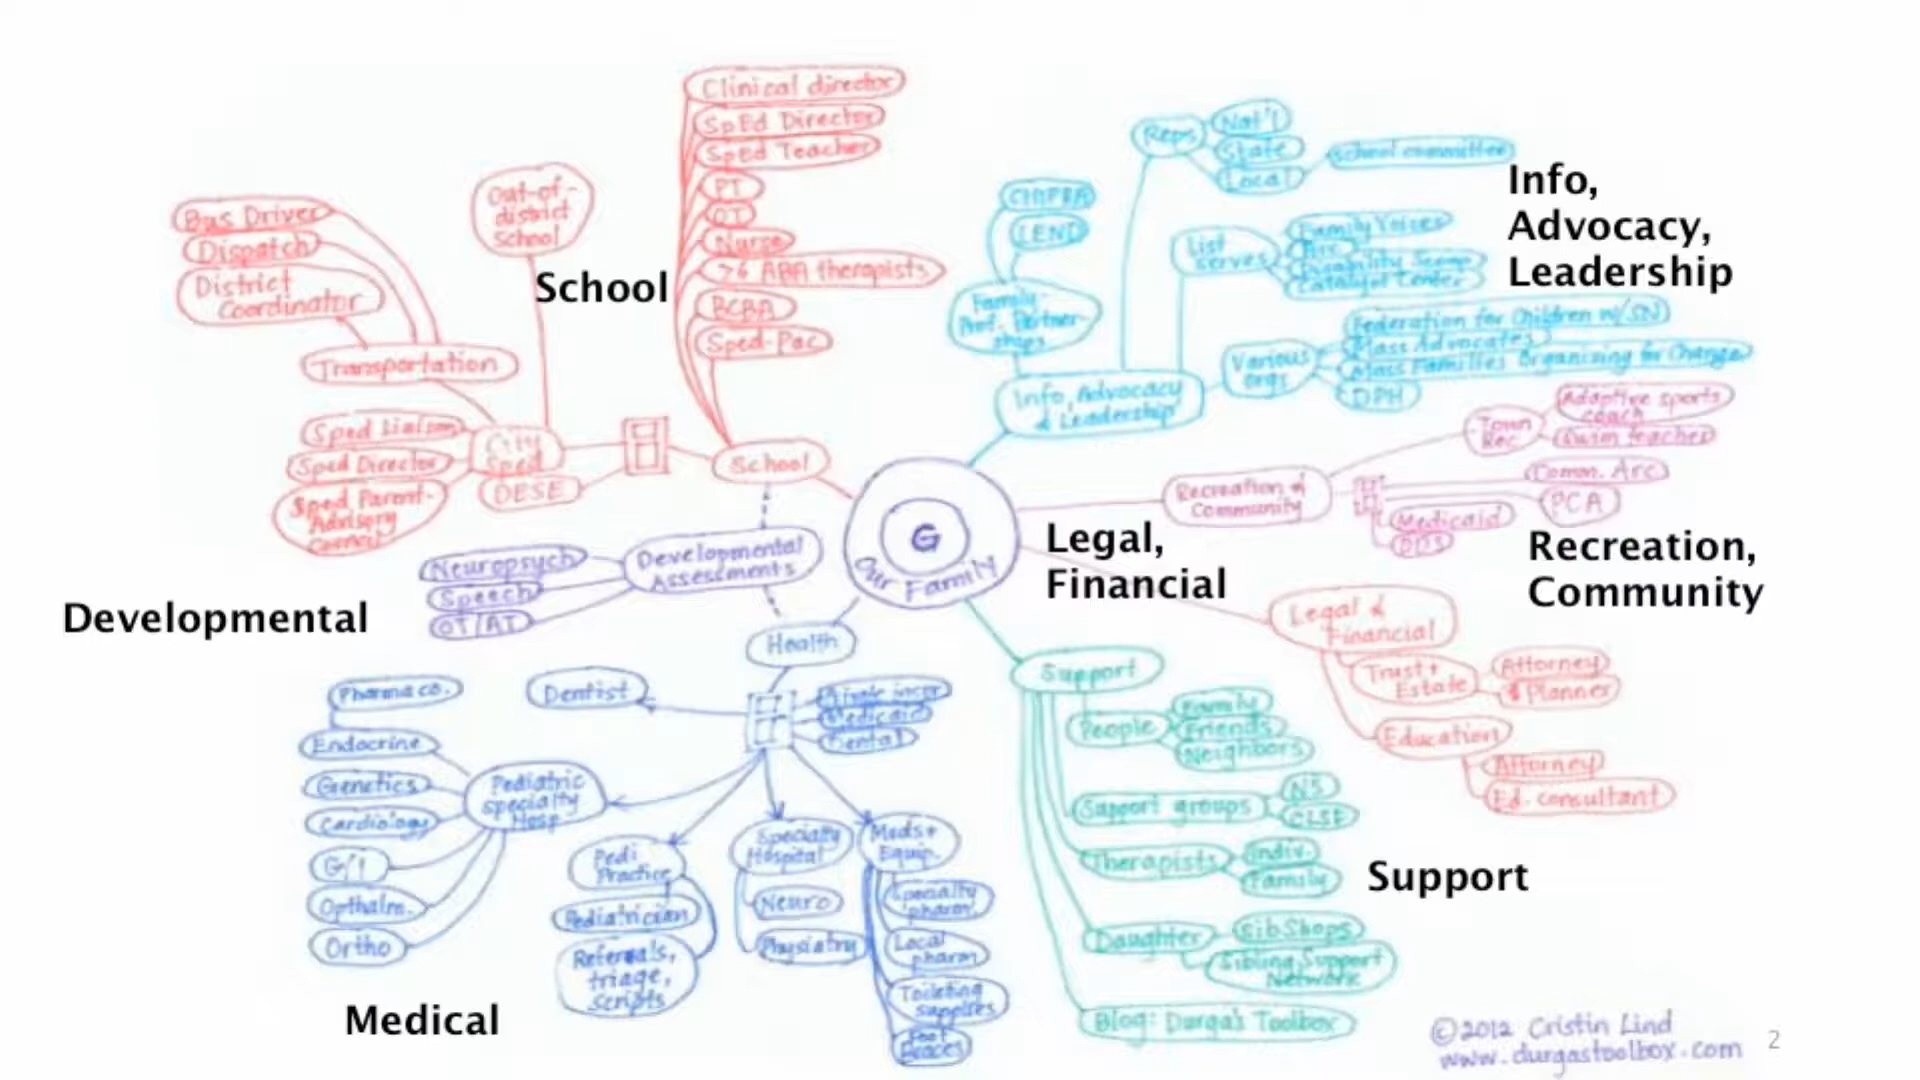 Clinical director
SpEd Director
Sped Teacher
PT
OT
Nurse
>6 ABA therapists
BCBA
Sped-Pac
School
Out-of-
district
school
Bus Driver
Dispatch
District
Coordinator
Transportation
Sped Liaison
Sped Director
Sped Parent
Advisory
Council
City
Sped
DESE
School
Reps
Nat'l
State
Local
School committee
Info,
Advocacy,
Leadership
LEND
Family
Prof. Partner-
ships
List
serves
Family Voices
Arc
Catalyst Center
Various
orgs
Federation for Children w/SN
Mass Advocates
Mass Families Organizing for Change
DPH
Info, Advocacy
& Leadership
Recreation &
Community
Town
Rec
Adaptive sports
coach
Swim teacher
Comm. Arc
PCA
Medicaid
DDS
Recreation,
Community
G
Our Family
Legal,
Financial
Legal &
Financial
Trust +
Estate
Attorney
$ Planner
Education
Attorney
Ed. consultant
Developmental
Developmental
Assessments
Neuropsych
Speech
OT/AT
Health
Dentist
Private insur
Medicaid
Dental
Pharma co.
Endocrine
Genetics
Cardiology
G/I
Opthalm.
Ortho
Pediatric
specialty
Hosp
Pedi
Practice
Pediatrician
Referrals,
triage,
scripts
Specialty
Hospital
Neuro
Physiatry
Meds +
Equip.
Specialty
pharm
Local
pharm
Toileting
supplies
Foot
Braces
Medical
Support
People
Family
Friends
Neighbors
Support groups
NS
CLSE
Therapists
Indiv.
Family
Daughter
SibShops
Sibling Support
Network
Blog: Durga's Toolbox
Support
©2012 Cristin Lind
www.durgastoolbox.com
2